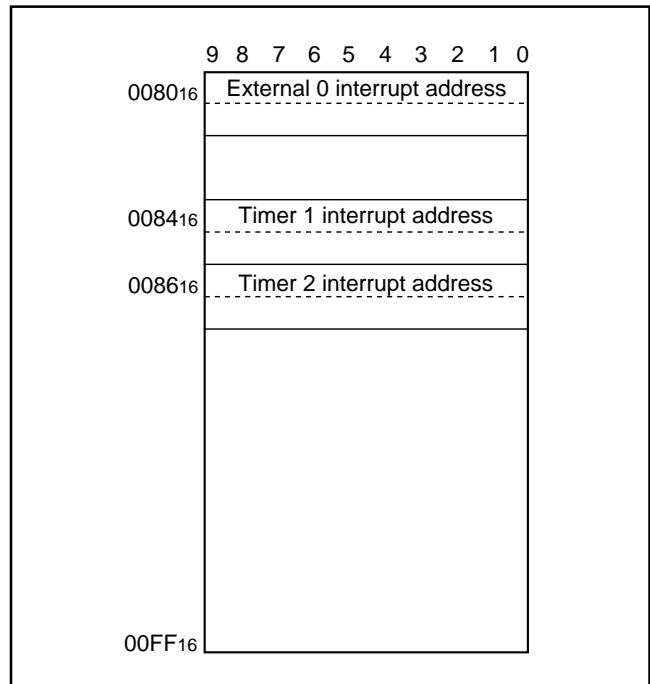 9 8 7 6 5 4 3 2 1 0
008016 External 0 interrupt address
008416 Timer 1 interrupt address
008616 Timer 2 interrupt address
00FF16